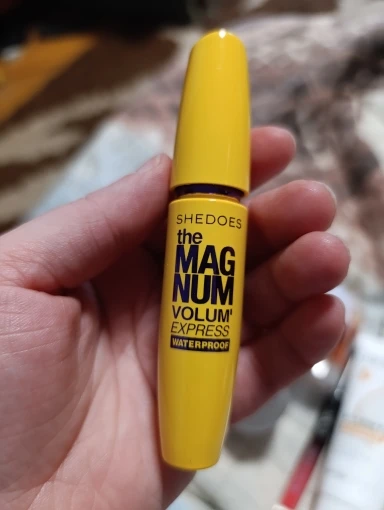 SHEDOES
the
MAG
NUM
VOLUM'
EXPRESS
WATERPROOF